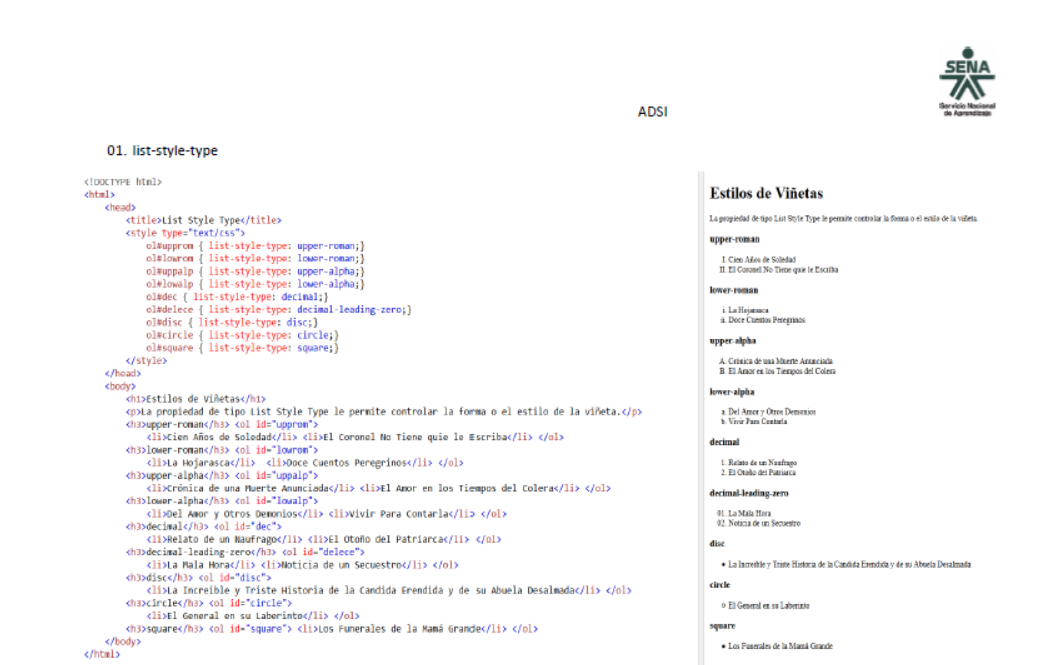 SENA
Servicio Nacional
de Aprendizaje
ADSI
01. list-style-type
<!DOCTYPE html>
<html>
<head>
<title>List Style Type</title>
<style type="text/css">
ol#upprom { list-style-type: upper-roman;}
ol#lowrom { list-style-type: lower-roman;}
ol#uppalp { list-style-type: upper-alpha;}
ol#lowalp { list-style-type: lower-alpha;}
ol#dec { list-style-type: decimal;}
ol#delece { list-style-type: decimal-leading-zero;}
ol#disc { list-style-type: disc;}
ol#circle { list-style-type: circle;}
ol#square { list-style-type: square;}
</style>
</head>
<body>
<h1>Estilos de Viñetas</h1>
<p>La propiedad de tipo List Style Type le permite controlar la forma o el estilo de la viñeta.</p>
<h3>upper-roman</h3> <ol id="upprom">
<li>Cien Años de Soledad</li> <li>El Coronel No Tiene quie le Escriba</li> </ol>
<h3>lower-roman</h3> <ol id="lowrom">
<li>La Hojarasca</li> <li>Doce Cuentos Peregrinos</li> </ol>
<h3>upper-alpha</h3> <ol id="uppalp">
<li>Crónica de una Muerte Anunciada</li> <li>El Amor en los Tiempos del Colera</li> </ol>
<h3>lower-alpha</h3> <ol id="lowalp">
<li>Del Amor y Otros Demonios</li> <li>Vivir Para Contarla</li> </ol>
<h3>decimal</h3> <ol id="dec">
<li>Relato de un Naufrago</li> <li>El Otoño del Patriarca</li> </ol>
<h3>decimal-leading-zero</h3> <ol id="delece">
<li>La Mala Hora</li> <li>Noticia de un Secuestro</li> </ol>
<h3>disc</h3> <ol id="disc">
<li>La Increible y Triste Historia de la Candida Erendida y de su Abuela Desalmada</li> </ol>
<h3>circle</h3> <ol id="circle">
<li>El General en su Laberinto</li> </ol>
<h3>square</h3> <ol id="square"> <li>Los Funerales de la Mamá Grande</li> </ol>
</body>
</html>
Estilos de Viñetas
La propiedad de tipo List Style Type le permite controlar la forma o el estilo de la viñeta.
upper-roman
I. Cien Años de Soledad
II. El Coronel No Tiene quie le Escriba
lower-roman
i. La Hojarasca
ii. Doce Cuentos Peregrinos
upper-alpha
A. Crónica de una Muerte Anunciada
B. El Amor en los Tiempos del Colera
lower-alpha
a. Del Amor y Otros Demonios
b. Vivir Para Contarla
decimal
1. Relato de un Naufrago
2. El Otoño del Patriarca
decimal-leading-zero
01. La Mala Hora
02. Noticia de un Secuestro
disc
• La Increible y Triste Historia de la Candida Erendida y de su Abuela Desalmada
circle
o El General en su Laberinto
square
▪ Los Funerales de la Mamá Grande